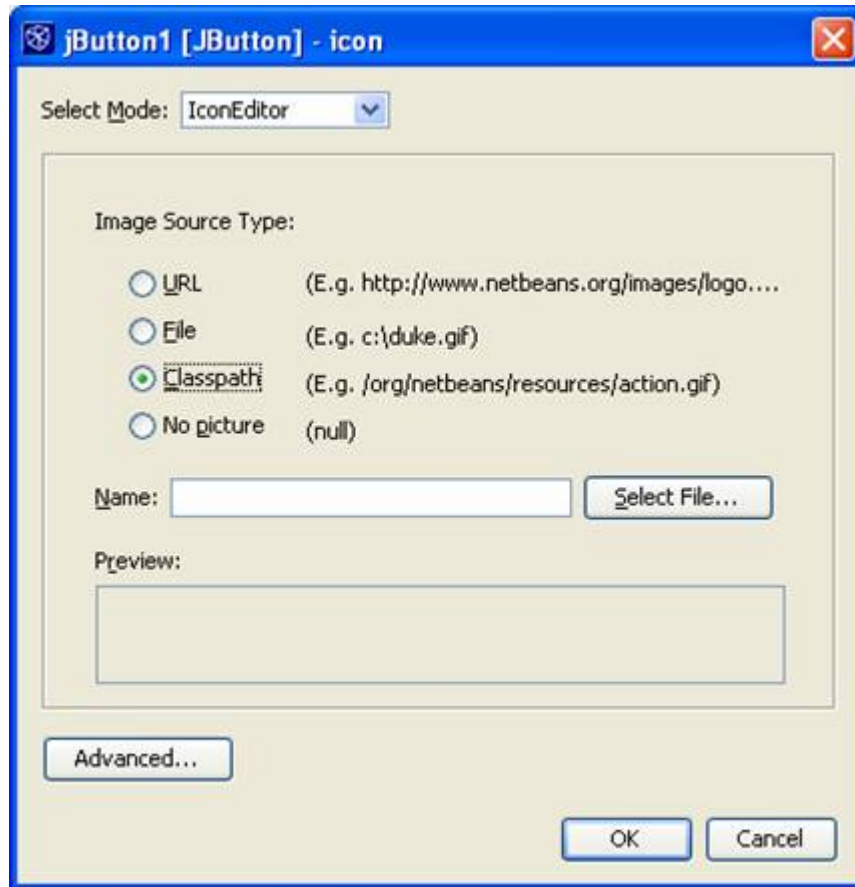 jButton1 [JButton] - icon
Select Mode: IconEditor
Image Source Type:
URL (E.g. http://www.netbeans.org/images/logo....
File (E.g. c:\duke.gif)
Classpath (E.g. /org/netbeans/resources/action.gif)
No picture (null)
Name: Select File...
Preview:
Advanced...
OK Cancel